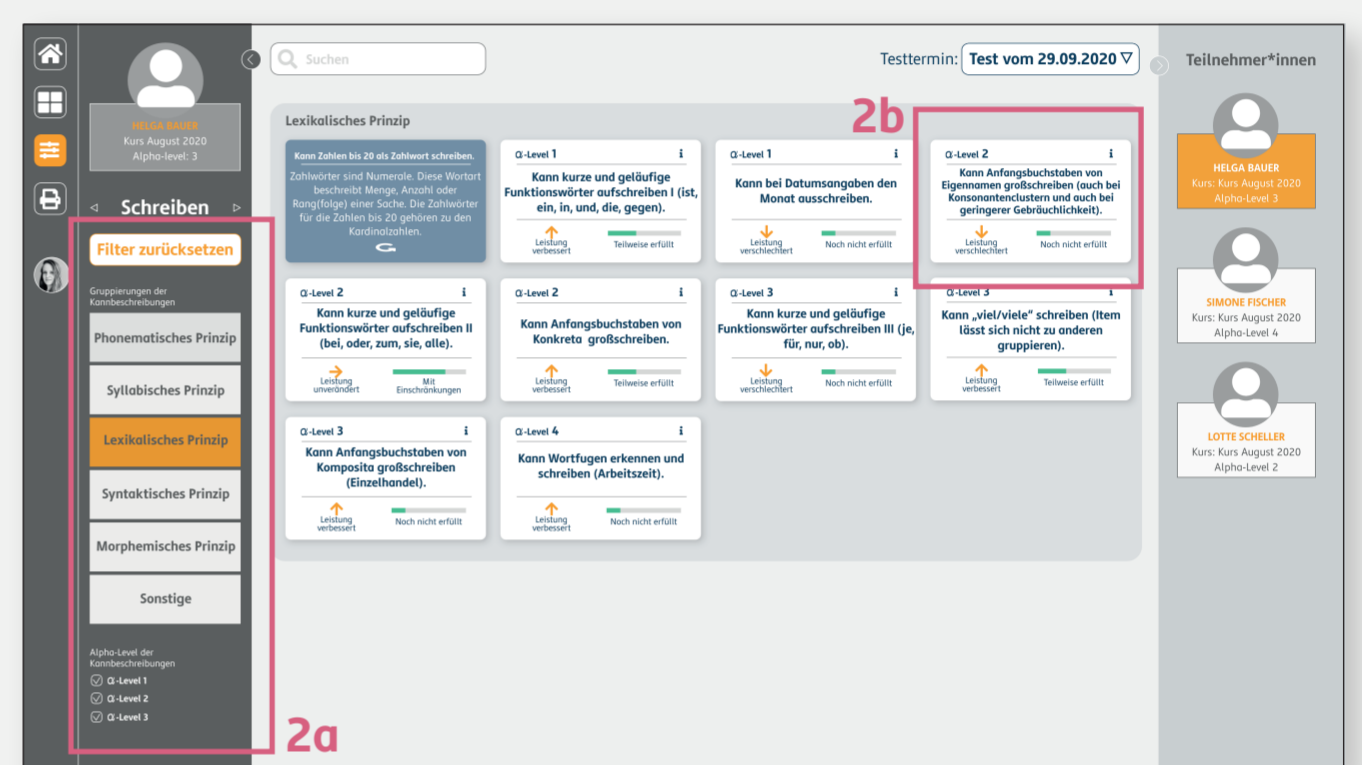 HELGA BAUER
Kurs August 2020
Alpha-level: 3
Schreiben
Filter zurücksetzen
Gruppierungen der
Kannbeschreibungen
Phonematisches Prinzip
Syllabisches Prinzip
Lexikalisches Prinzip
Syntaktisches Prinzip
Morphemisches Prinzip
Sonstige
Alpha-Level der
Kannbeschreibungen
α-Level 1
α-Level 2
α-Level 3
2a
Suchen
Testtermin: Test vom 29.09.2020
2b
Lexikalisches Prinzip
Kann Zahlen bis 20 als Zahlwort schreiben.
Zahlwörter sind Numerale. Diese Wortart
beschreibt Menge, Anzahl oder
Rang(folge) einer Sache. Die Zahlwörter
für die Zahlen bis 20 gehören zu den
Kardinalzahlen.
α-Level 1 i
Kann kurze und geläufige
Funktionswörter aufschreiben I (ist,
ein, in, und, die, gegen).
Leistung
verbessert
Teilweise erfüllt
α-Level 1 i
Kann bei Datumsangaben den
Monat ausschreiben.
Leistung
verschlechtert
Noch nicht erfüllt
α-Level 2 i
Kann Anfangsbuchstaben von
Eigennamen großschreiben (auch bei
Konsonantenclustern und auch bei
geringerer Gebräuchlichkeit).
Leistung
verschlechtert
Noch nicht erfüllt
α-Level 2 i
Kann kurze und geläufige
Funktionswörter aufschreiben II
(bei, oder, zum, sie, alle).
Leistung
unverändert
Mit
Einschränkungen
α-Level 2 i
Kann Anfangsbuchstaben von
Konkreta großschreiben.
Leistung
verbessert
Teilweise erfüllt
α-Level 3 i
Kann kurze und geläufige
Funktionswörter aufschreiben III (je,
für, nur, ob).
Leistung
verschlechtert
Noch nicht erfüllt
α-Level 3 i
Kann „viel/viele“ schreiben (Item
lässt sich nicht zu anderen
gruppieren).
Leistung
verbessert
Teilweise erfüllt
α-Level 3 i
Kann Anfangsbuchstaben von
Komposita großschreiben
(Einzelhandel).
Leistung
verbessert
Noch nicht erfüllt
α-Level 4 i
Kann Wortfugen erkennen und
schreiben (Arbeitszeit).
Leistung
verbessert
Noch nicht erfüllt
Teilnehmer*innen
HELGA BAUER
Kurs: Kurs August 2020
Alpha-Level 3
SIMONE FISCHER
Kurs: Kurs August 2020
Alpha-Level 4
LOTTE SCHELLER
Kurs: Kurs August 2020
Alpha-Level 2